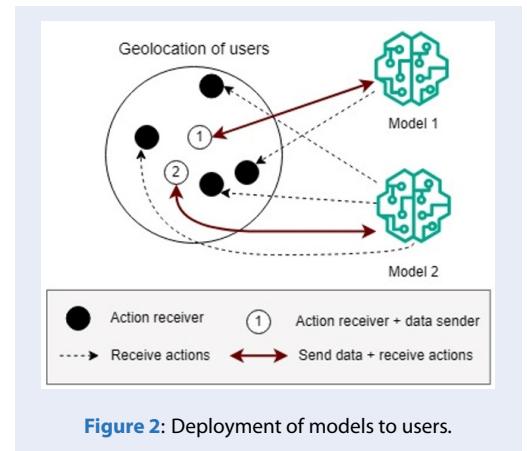 Geolocation of users
1
2
Model 1
Model 2
Action receiver
1
Action receiver + data sender
Receive actions
Send data + receive actions
Figure 2: Deployment of models to users.